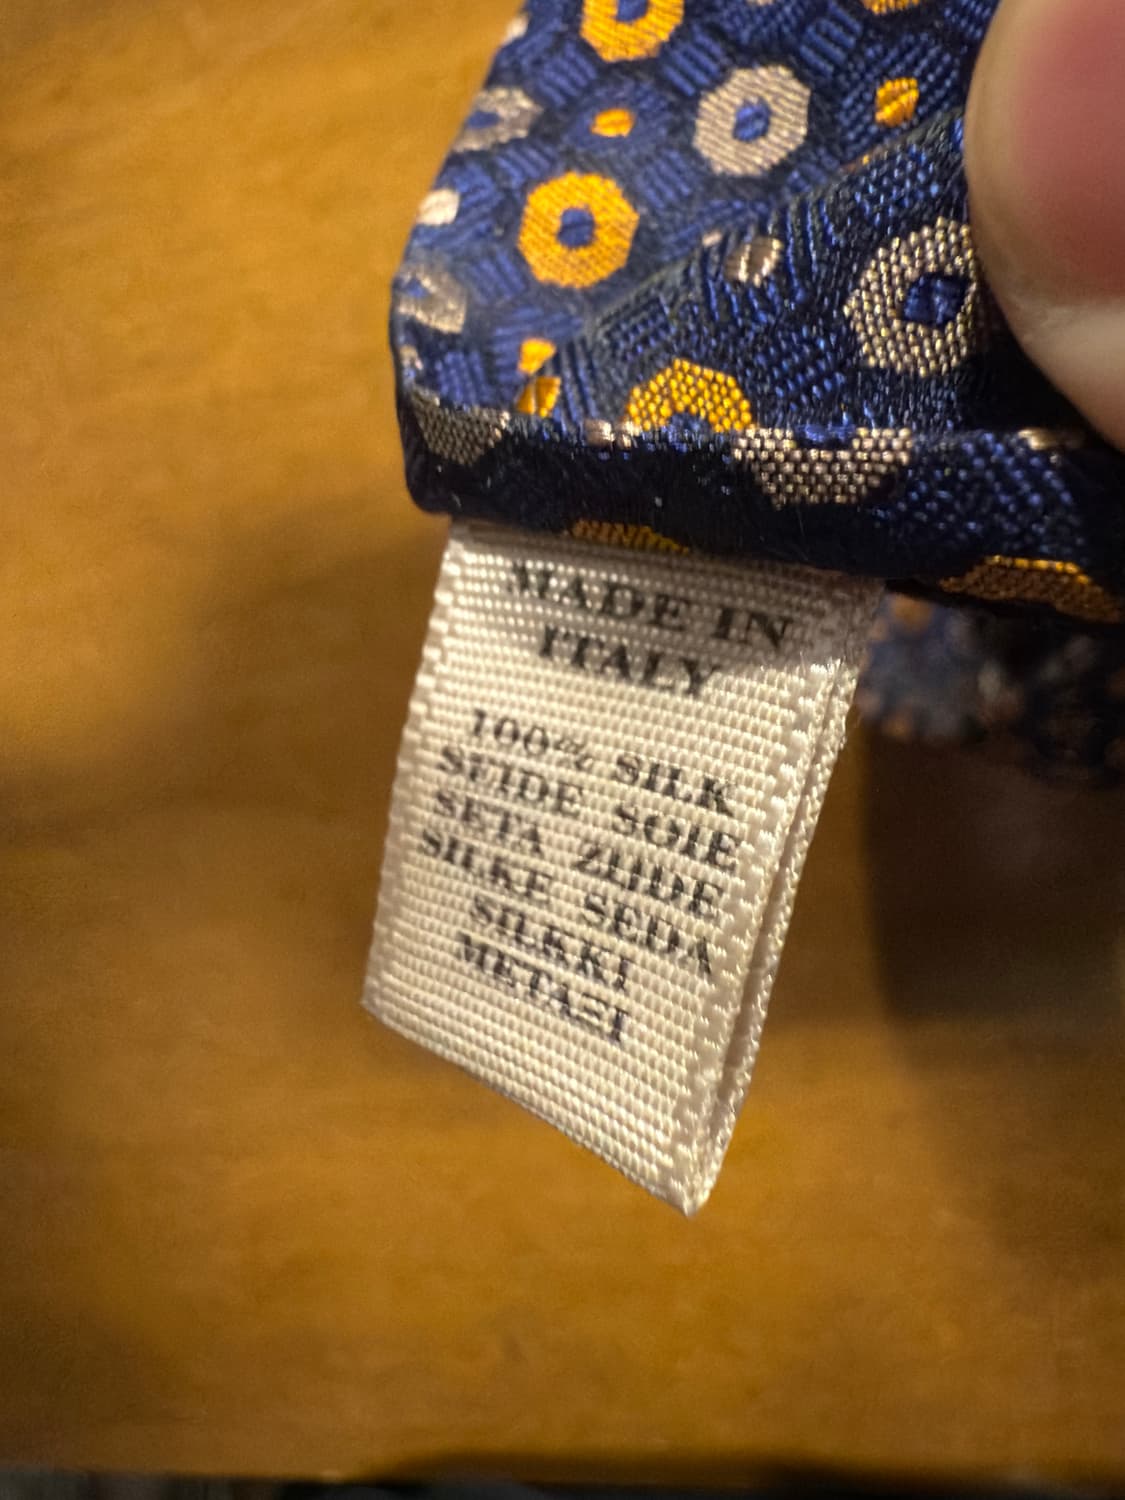 MADE IN
ITALY
100% SILK
SEIDE SOIE
SETA ZIJDE
SILKE SEDA
SILKKI
ΜΕΤΑΞΙ